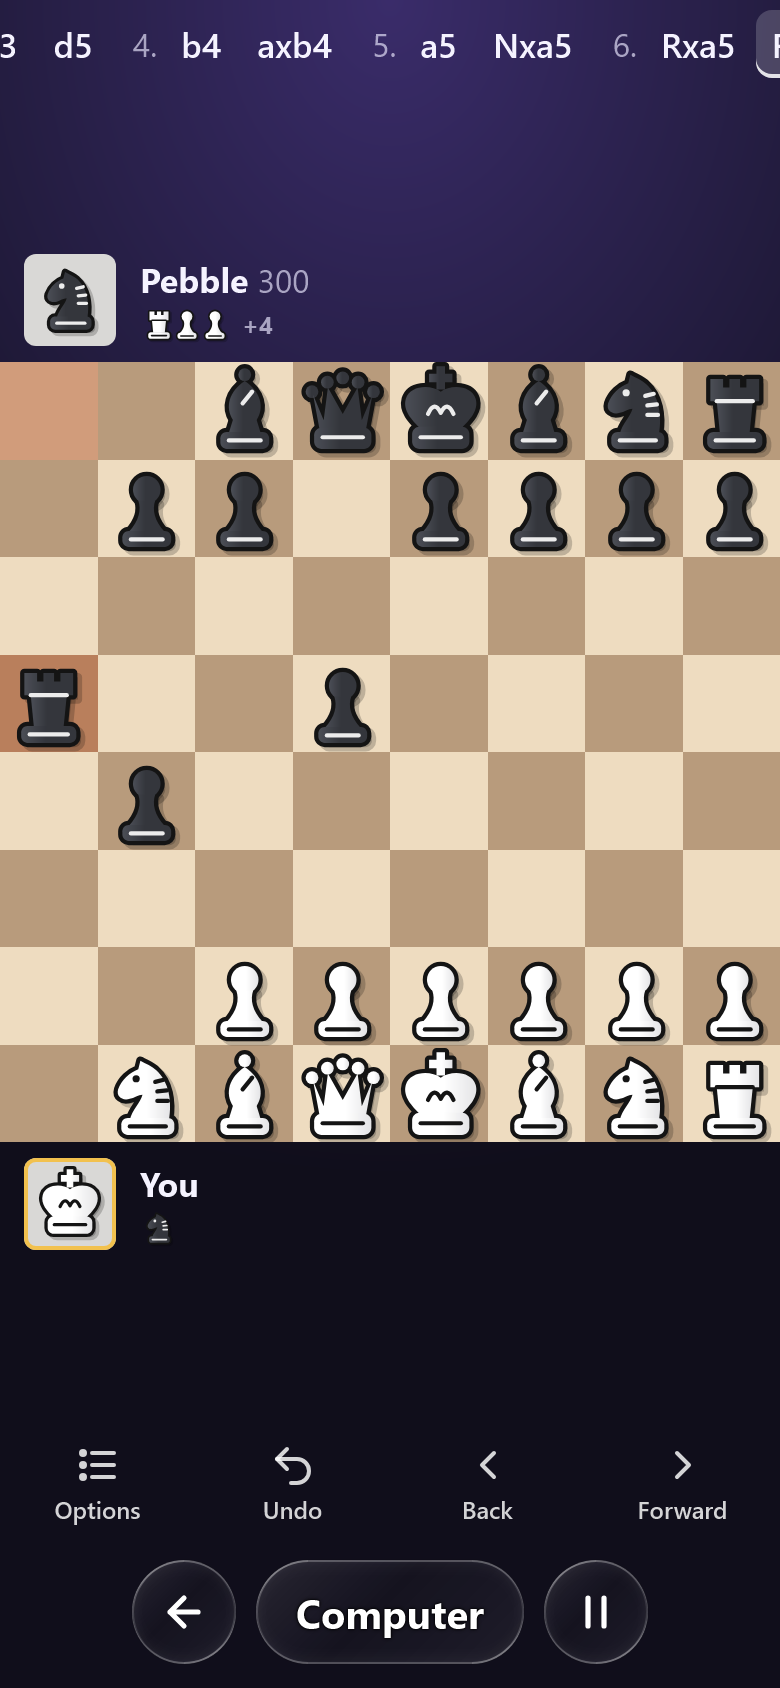 3 d5 4. b4 axb4 5. a5 Nxa5 6. Rxa5
Pebble 300
+4
You
Options Undo Back Forward
Computer